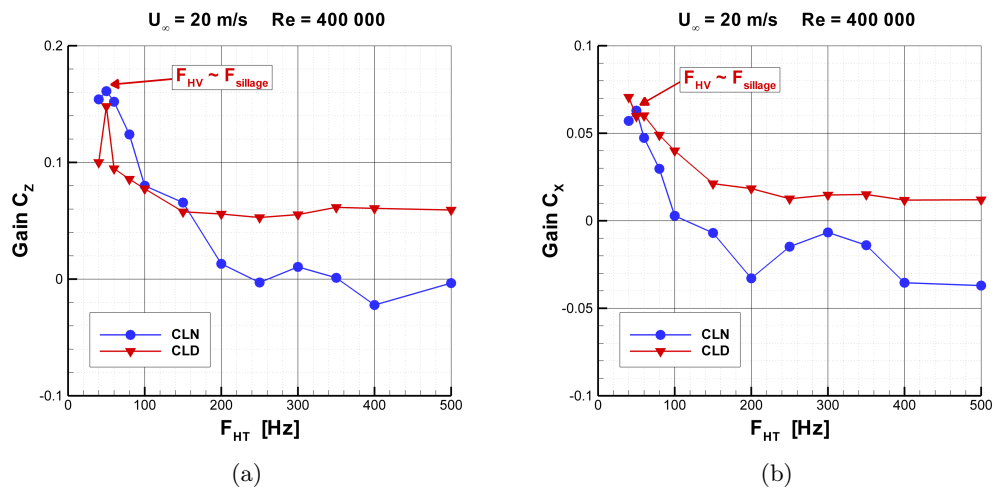 U∞ = 20 m/s Re = 400 000
Gain C_Z
0.2
0.1
0
-0.1
F_HV ~ F_sillage
CLN
CLD
0 100 200 300 400 500
F_HT [Hz]
(a)
U∞ = 20 m/s Re = 400 000
Gain C_X
0.1
0.05
0
-0.05
-0.1
F_HV ~ F_sillage
CLN
CLD
0 100 200 300 400 500
F_HT [Hz]
(b)